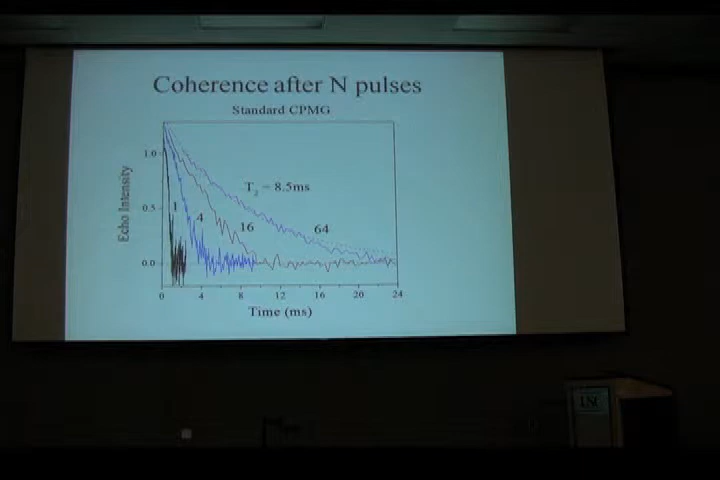 Coherence after N pulses
Standard CPMG
T2 = 8.5ms
1 4 16 64
Echo Intensity
1.0
0.5
0.0
0 4 8 12 16 20 24
Time (ms)
USC